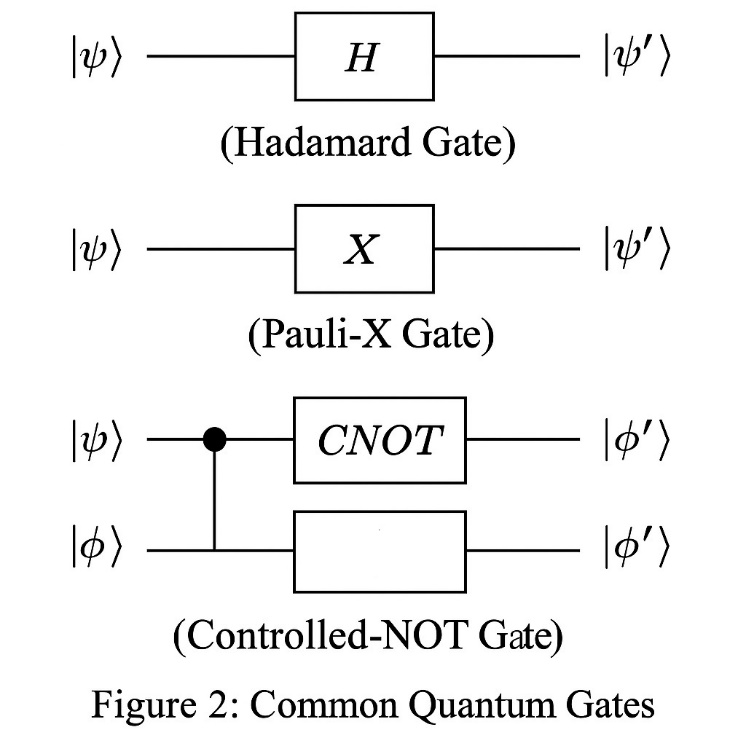 |ψ⟩ H |ψ′⟩
(Hadamard Gate)
|ψ⟩ X |ψ′⟩
(Pauli-X Gate)
|ψ⟩ CNOT |ϕ′⟩
|ϕ⟩ |ϕ′⟩
(Controlled-NOT Gate)
Figure 2: Common Quantum Gates